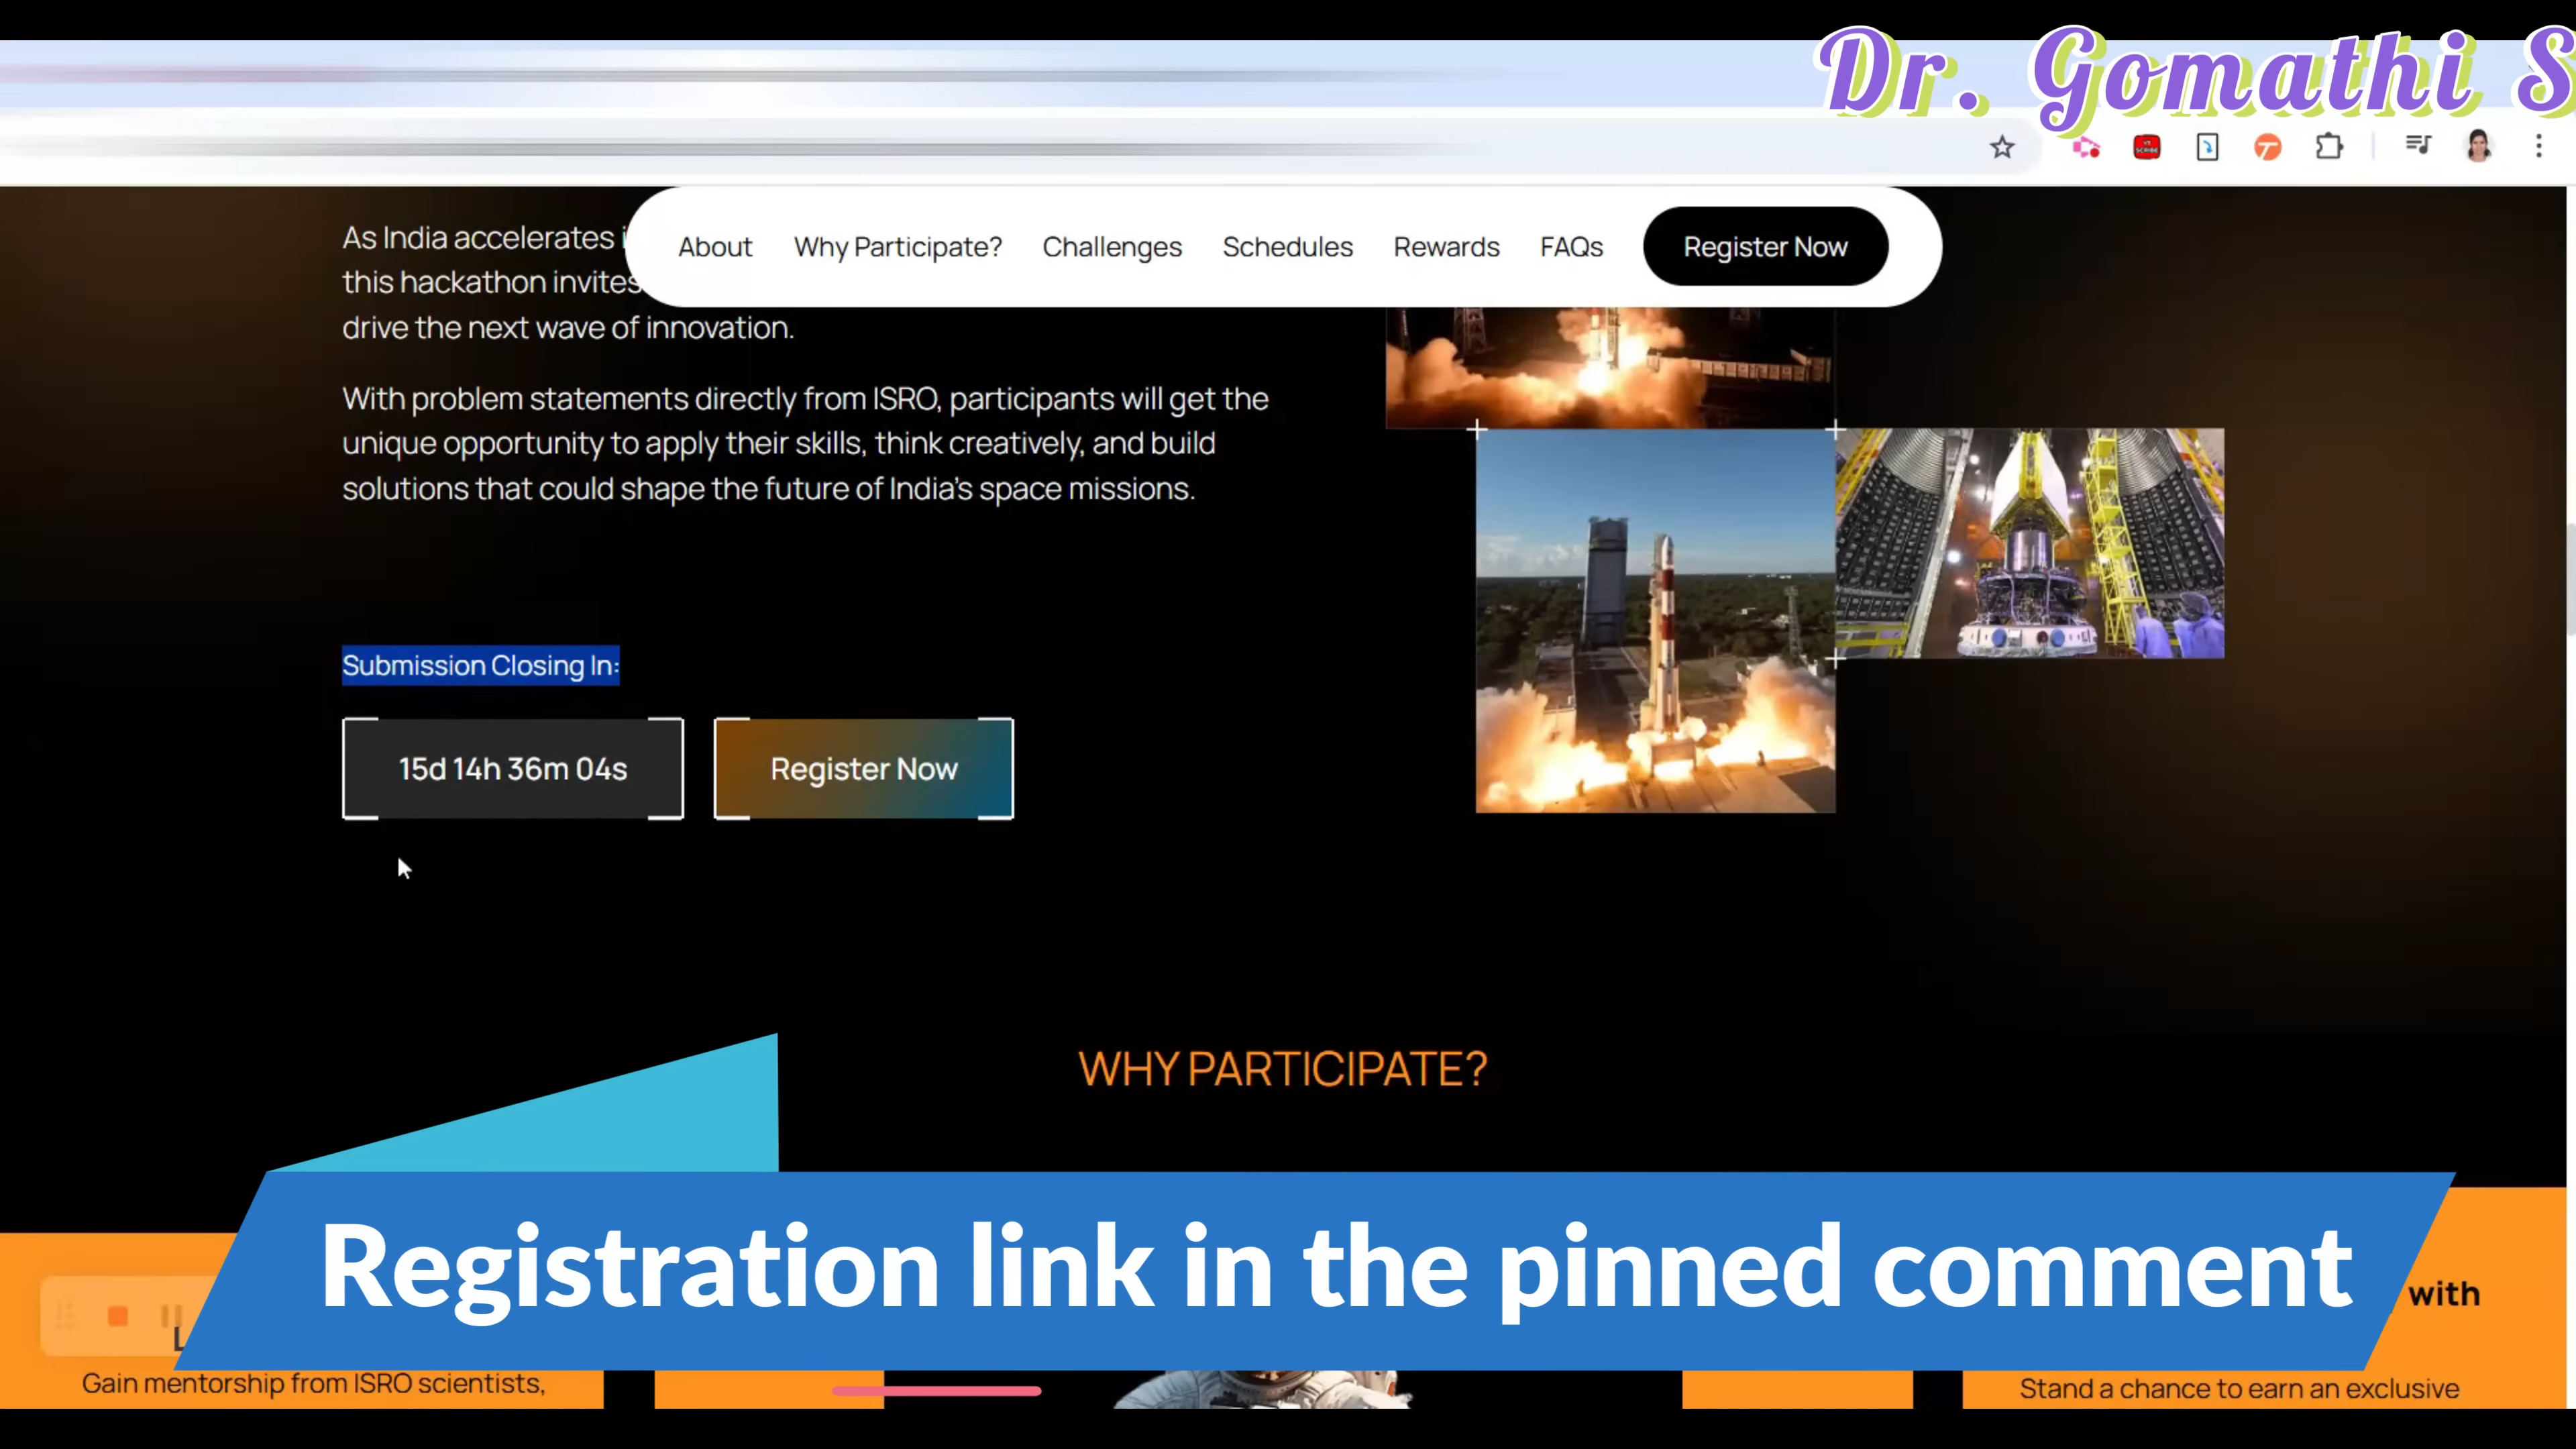 Dr. Gomathi S
About Why Participate? Challenges Schedules Rewards FAQs Register Now
As India accelerates
this hackathon invites
drive the next wave of innovation.
With problem statements directly from ISRO, participants will get the
unique opportunity to apply their skills, think creatively, and build
solutions that could shape the future of India's space missions.
Submission Closing In:
15d 14h 36m 04s
Register Now
WHY PARTICIPATE?
Registration link in the pinned comment
with
Gain mentorship from ISRO scientists,
Stand a chance to earn an exclusive